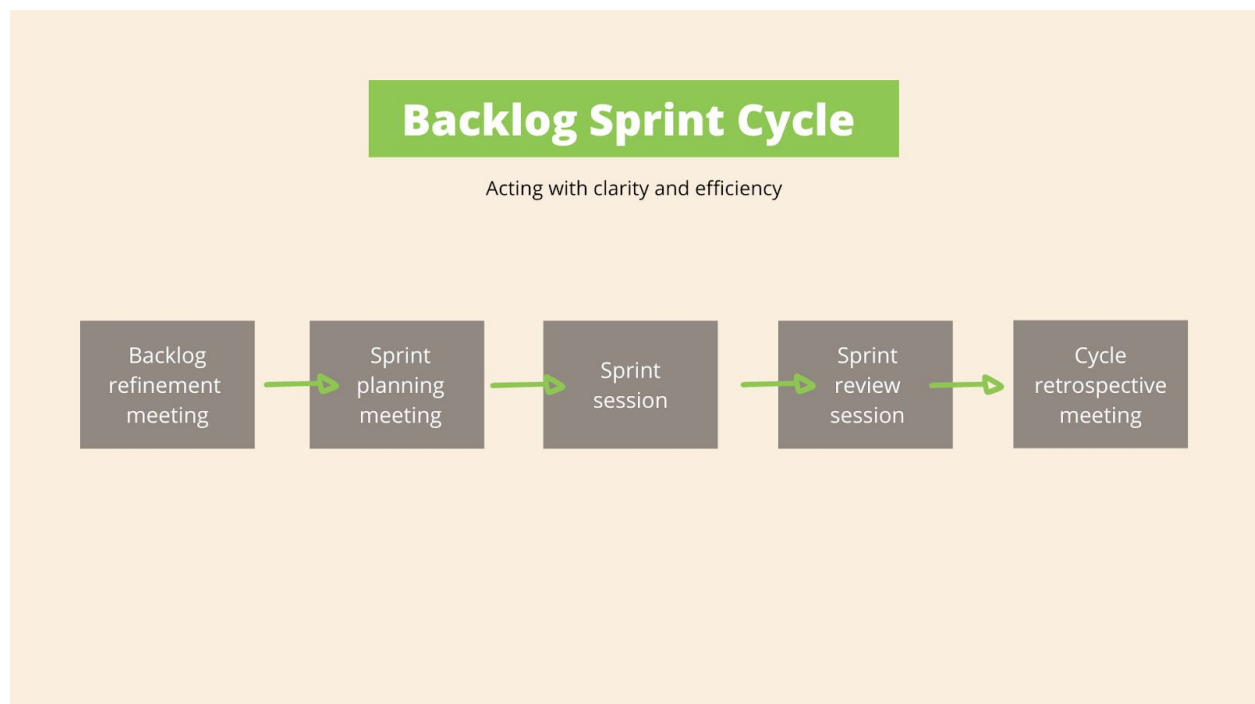 Backlog Sprint Cycle
Acting with clarity and efficiency
Backlog
refinement
meeting
Sprint
planning
meeting
Sprint
session
Sprint
review
session
Cycle
retrospective
meeting